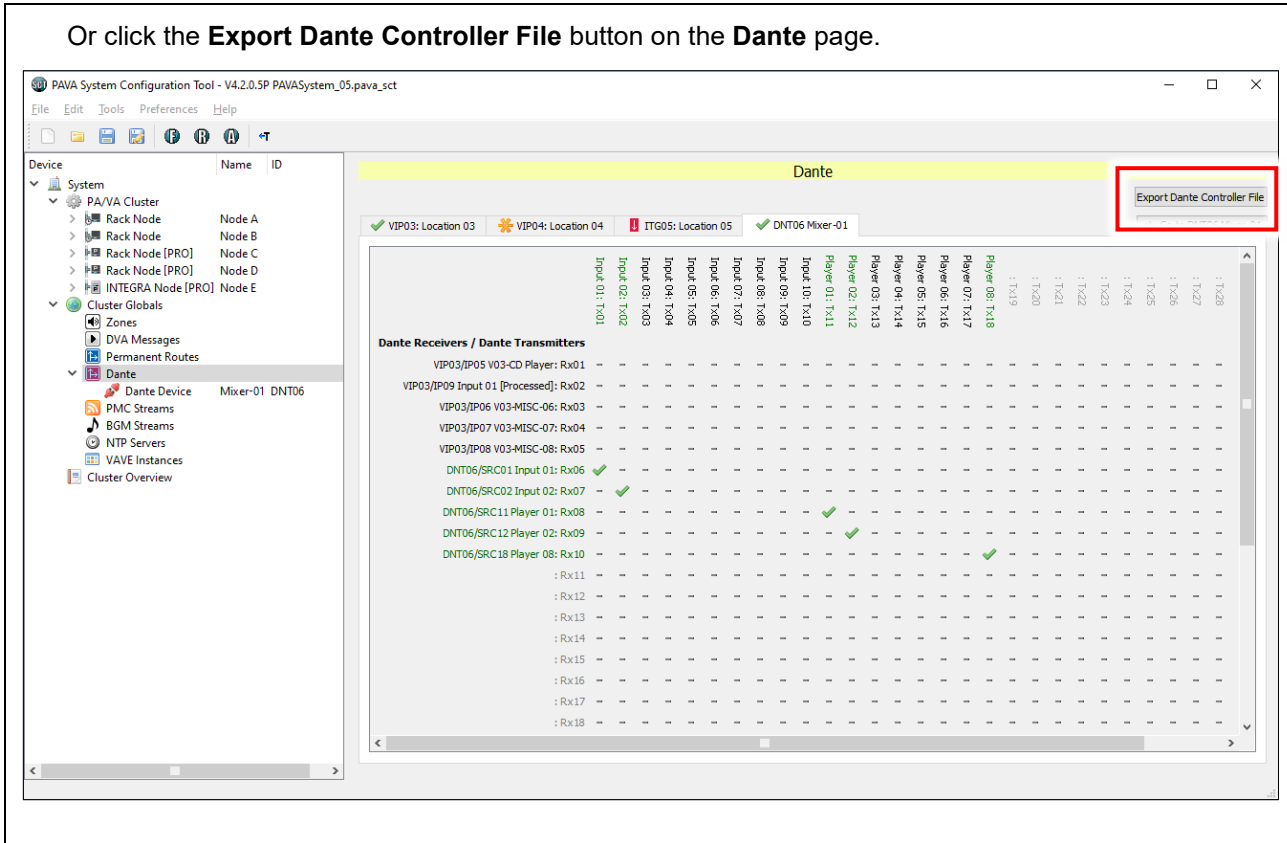 Or click the Export Dante Controller File button on the Dante page.
PAVA System Configuration Tool - V4.2.0.5P PAVASystem_05.pava_sct
File Edit Tools Preferences Help
Device Name ID
System
PA/VA Cluster
Rack Node Node A
Rack Node Node B
Rack Node [PRO] Node C
Rack Node [PRO] Node D
INTEGRA Node [PRO] Node E
Cluster Globals
Zones
DVA Messages
Permanent Routes
Dante
Dante Device Mixer-01 DNT06
PMC Streams
BGM Streams
NTP Servers
VAVE Instances
Cluster Overview
Dante
Export Dante Controller File
VIP03: Location 03 VIP04: Location 04 ITG05: Location 05 DNT06 Mixer-01
Input 01: Tx01
Input 02: Tx02
Input 03: Tx03
Input 04: Tx04
Input 05: Tx05
Input 06: Tx06
Input 07: Tx07
Input 08: Tx08
Input 09: Tx09
Input 10: Tx10
Player 01: Tx11
Player 02: Tx12
Player 03: Tx13
Player 04: Tx14
Player 05: Tx15
Player 06: Tx16
Player 07: Tx17
Player 08: Tx18
: Tx19
: Tx20
: Tx21
: Tx22
: Tx23
: Tx24
: Tx25
: Tx26
: Tx27
: Tx28
Dante Receivers / Dante Transmitters
VIP03/IP05 V03-CD Player: Rx01
VIP03/IP09 Input 01 [Processed]: Rx02
VIP03/IP06 V03-MISC-06: Rx03
VIP03/IP07 V03-MISC-07: Rx04
VIP03/IP08 V03-MISC-08: Rx05
DNT06/SRC01 Input 01: Rx06
DNT06/SRC02 Input 02: Rx07
DNT06/SRC11 Player 01: Rx08
DNT06/SRC12 Player 02: Rx09
DNT06/SRC18 Player 08: Rx10
: Rx11
: Rx12
: Rx13
: Rx14
: Rx15
: Rx16
: Rx17
: Rx18